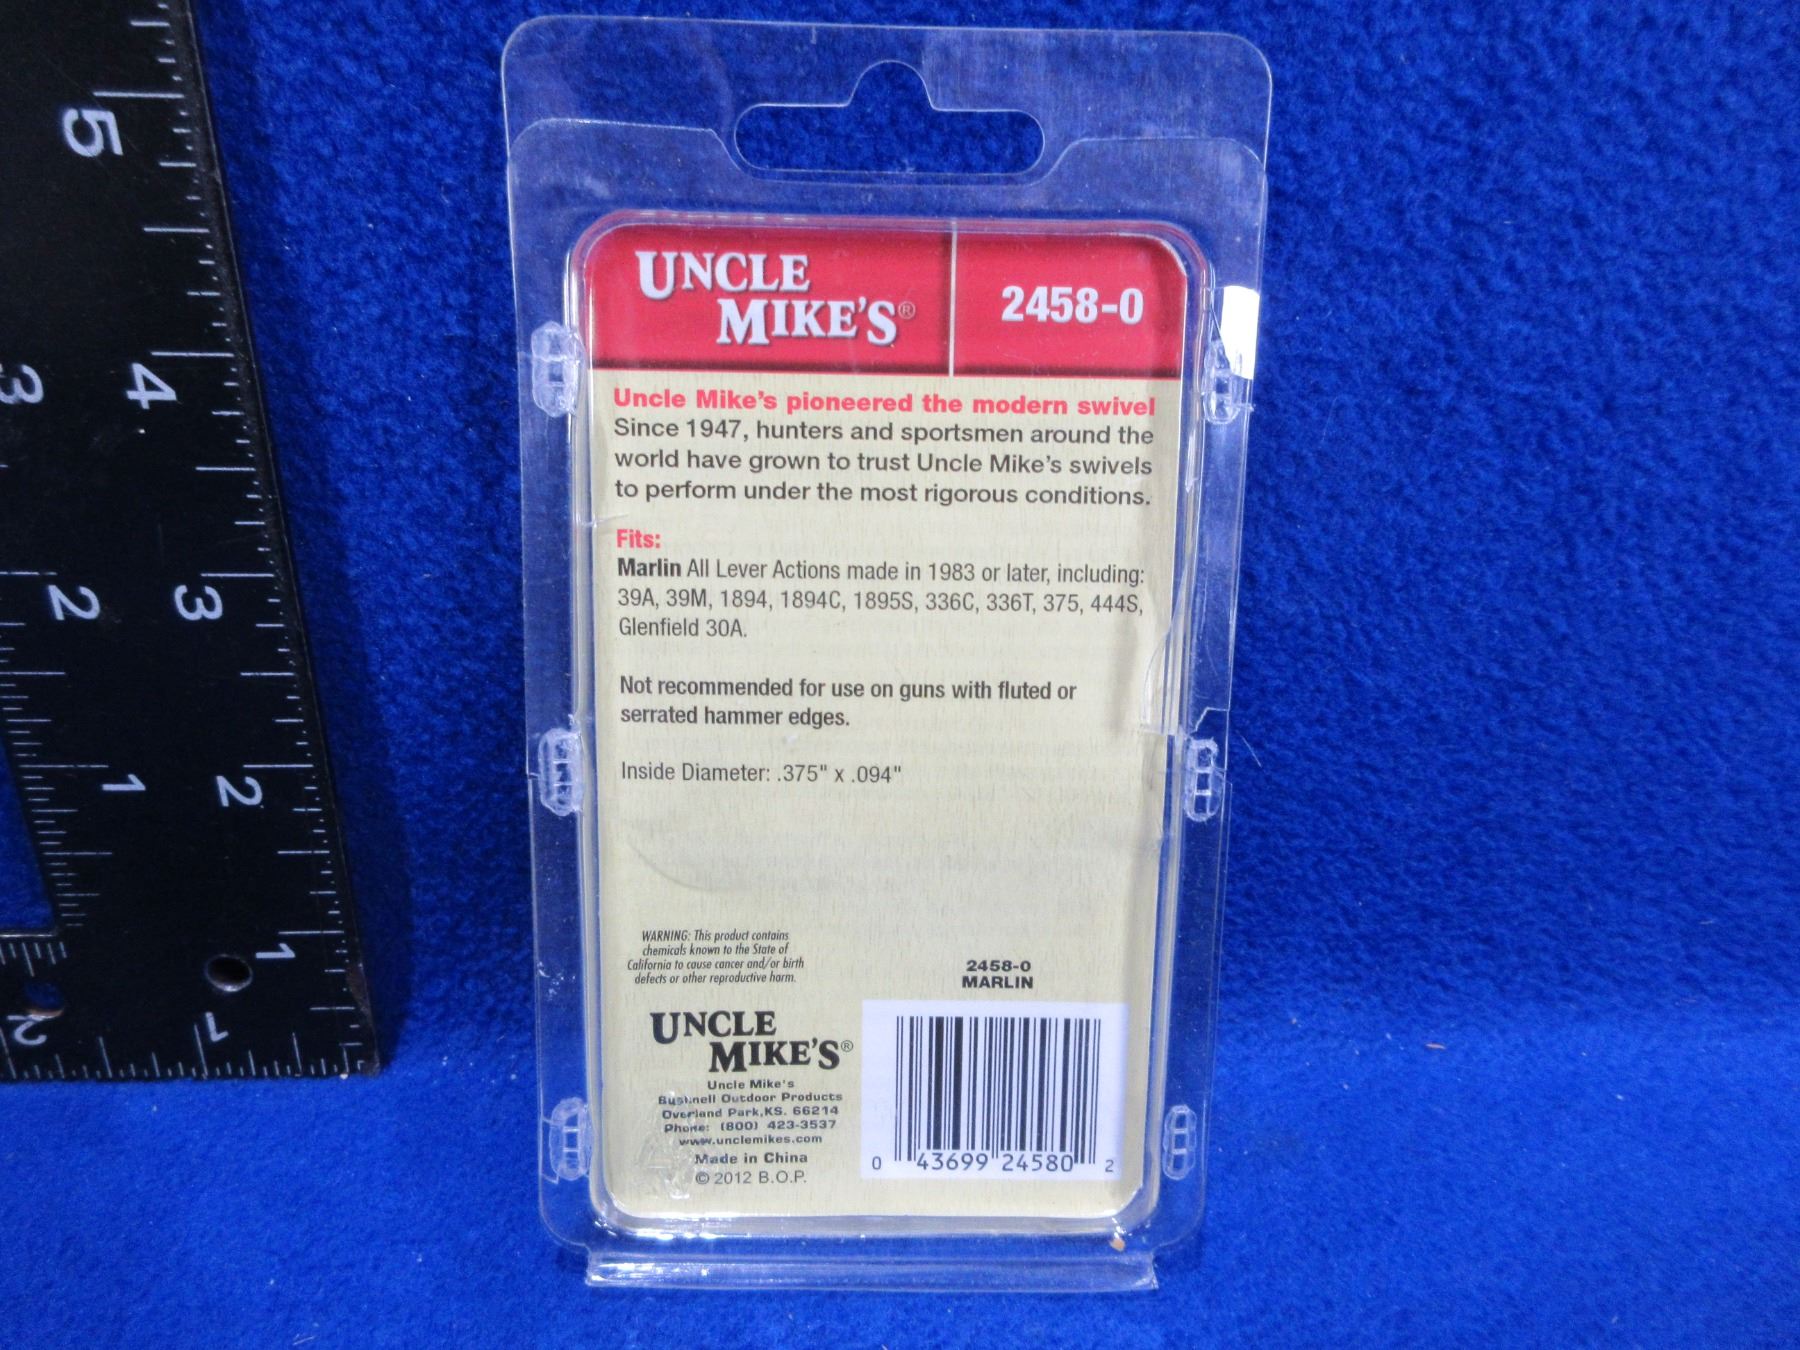 UNCLE
MIKE'S®
2458-0
Uncle Mike's pioneered the modern swivel
Since 1947, hunters and sportsmen around the
world have grown to trust Uncle Mike's swivels
to perform under the most rigorous conditions.
Fits:
Marlin All Lever Actions made in 1983 or later, including:
39A, 39M, 1894, 1894C, 1895S, 336C, 336T, 375, 444S,
Glenfield 30A.
Not recommended for use on guns with fluted or
serrated hammer edges.
Inside Diameter: .375" x .094"
WARNING: This product contains
chemicals known to the State of
California to cause cancer and/or birth
defects or other reproductive harm.
2458-0
MARLIN
UNCLE
MIKE'S®
Uncle Mike's
Bushnell Outdoor Products
Overland Park,KS. 66214
Phone: (800) 423-3537
www.unclemikes.com
Made in China
© 2012 B.O.P.
0 43699 24580 2
5
4
3
2
1
3
2
1
2
1